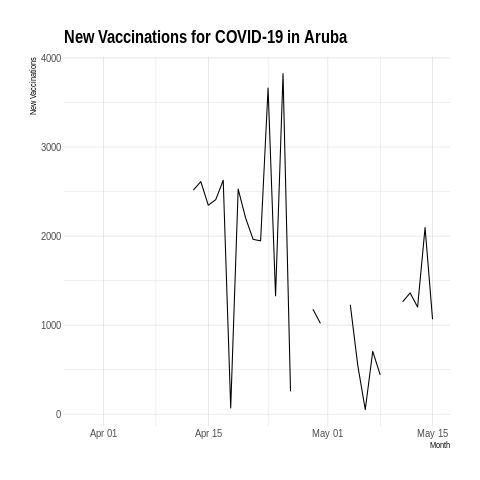 New Vaccinations for COVID-19 in Aruba
New Vaccinations
4000
3000
2000
1000
0
Apr 01 Apr 15 May 01 May 15
Month